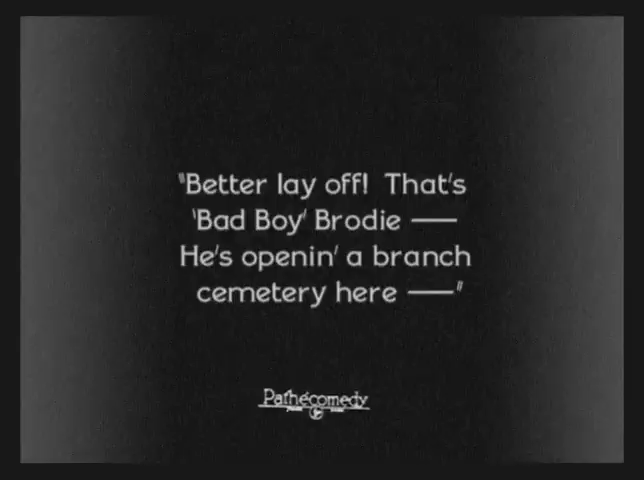 "Better lay off! That's
'Bad Boy' Brodie —
He's openin' a branch
cemetery here —"
Pathécomedy